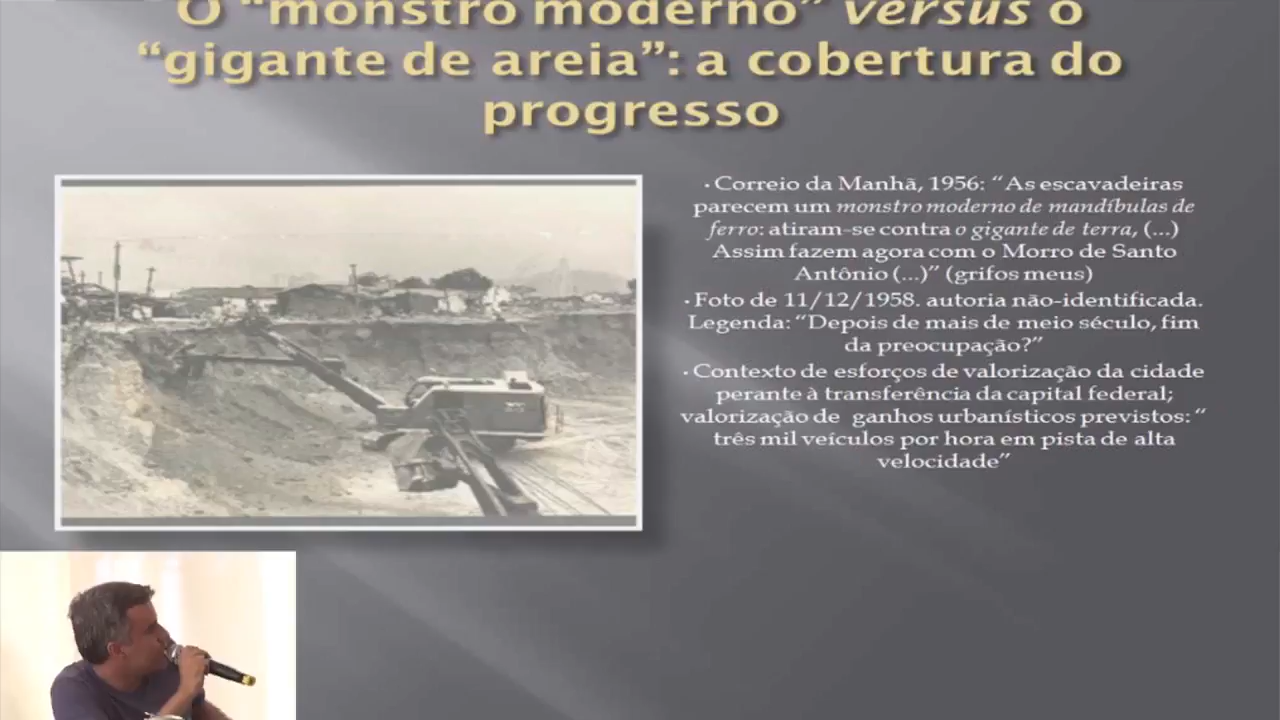 O “monstro moderno” versus o
“gigante de areia”: a cobertura do
progresso
· Correio da Manhã, 1956: “As escavadeiras
parecem um monstro moderno de mandíbulas de
ferro: atiram-se contra o gigante de terra, (...)
Assim fazem agora com o Morro de Santo
Antônio (...)” (grifos meus)
· Foto de 11/12/1958. autoria não-identificada.
Legenda: “Depois de mais de meio século, fim
da preocupação?”
· Contexto de esforços de valorização da cidade
perante à transferência da capital federal;
valorização de ganhos urbanísticos previstos: “
três mil veículos por hora em pista de alta
velocidade”